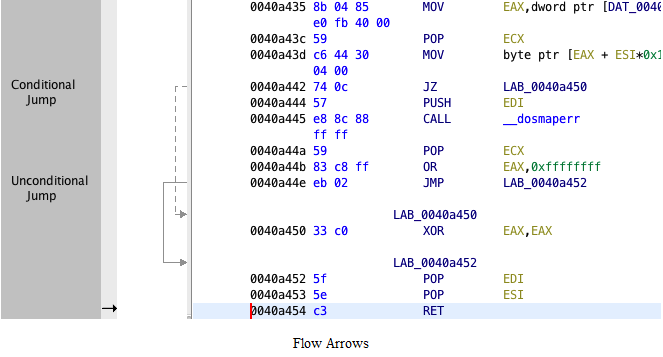 0040a435 8b 04 85 MOV EAX,dword ptr [DAT_0040
e0 fb 40 00
0040a43c 59 POP ECX
0040a43d c6 44 30 MOV byte ptr [EAX + ESI*0x1
04 00
Conditional Jump
0040a442 74 0c JZ LAB_0040a450
0040a444 57 PUSH EDI
0040a445 e8 8c 88 CALL __dosmaperr
ff ff
0040a44a 59 POP ECX
0040a44b 83 c8 ff OR EAX,0xffffffff
Unconditional Jump
0040a44e eb 02 JMP LAB_0040a452
LAB_0040a450
0040a450 33 c0 XOR EAX,EAX
LAB_0040a452
0040a452 5f POP EDI
0040a453 5e POP ESI
0040a454 c3 RET
Flow Arrows